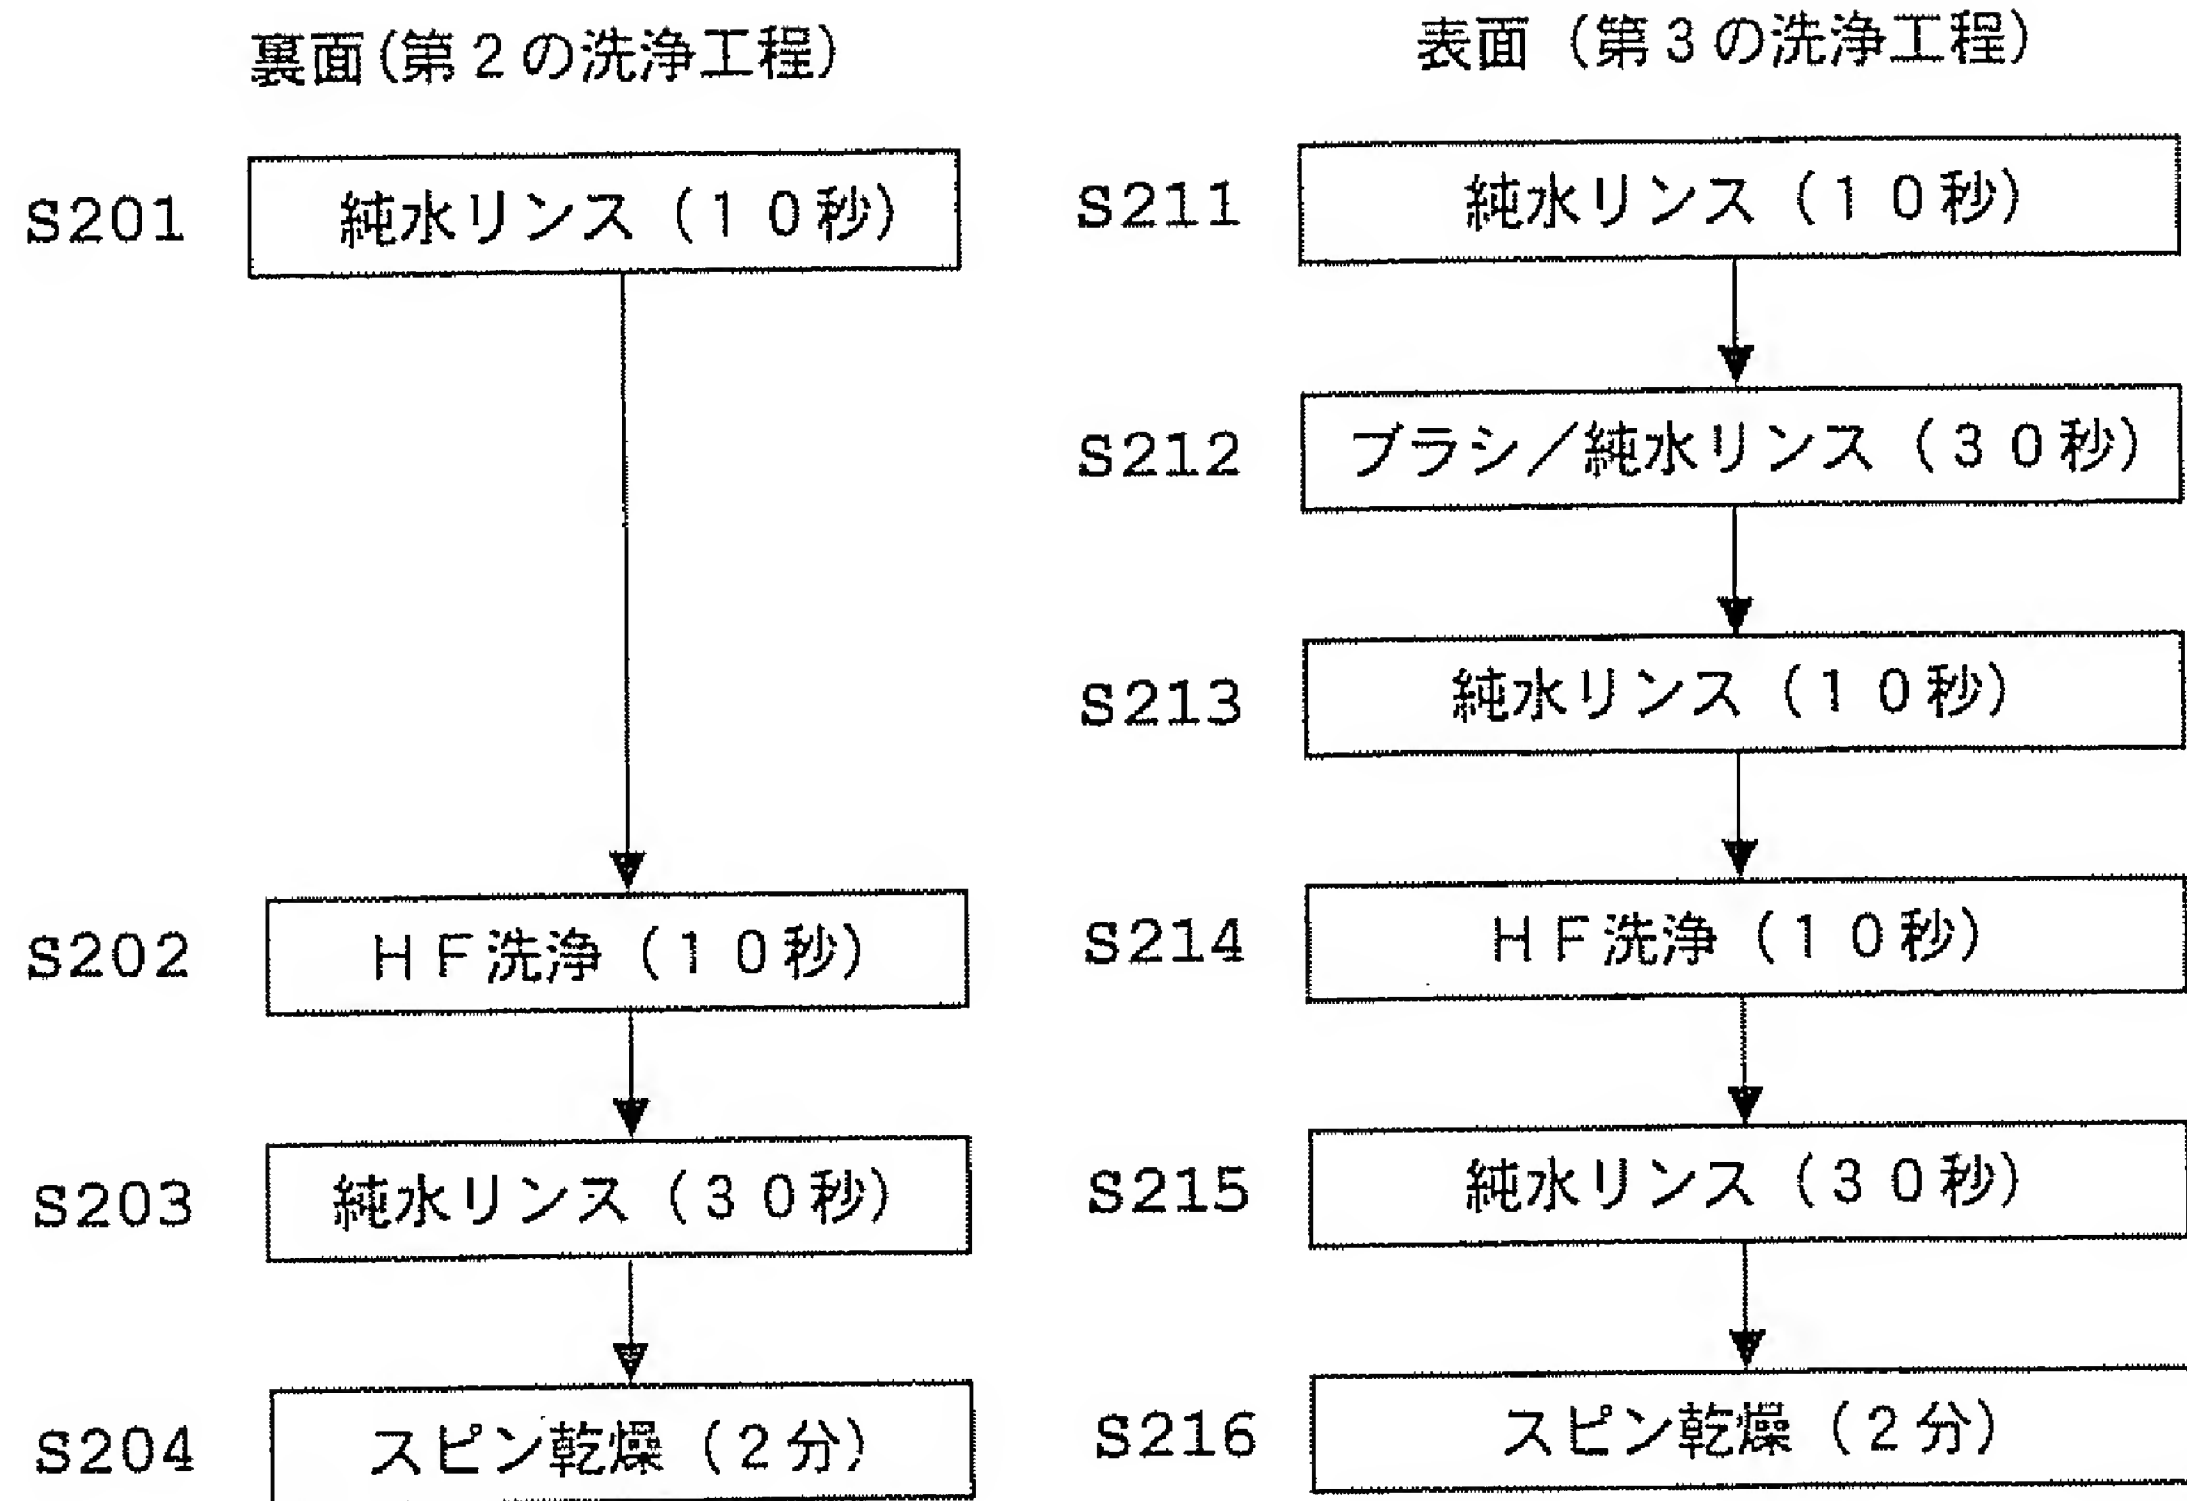 裏面(第2の洗浄工程)
S201 純水リンス(10秒)
S202 HF洗浄(10秒)
S203 純水リンス(30秒)
S204 スピン乾燥(2分)
表面(第3の洗浄工程)
S211 純水リンス(10秒)
S212 ブラシ/純水リンス(30秒)
S213 純水リンス(10秒)
S214 HF洗浄(10秒)
S215 純水リンス(30秒)
S216 スピン乾燥(2分)